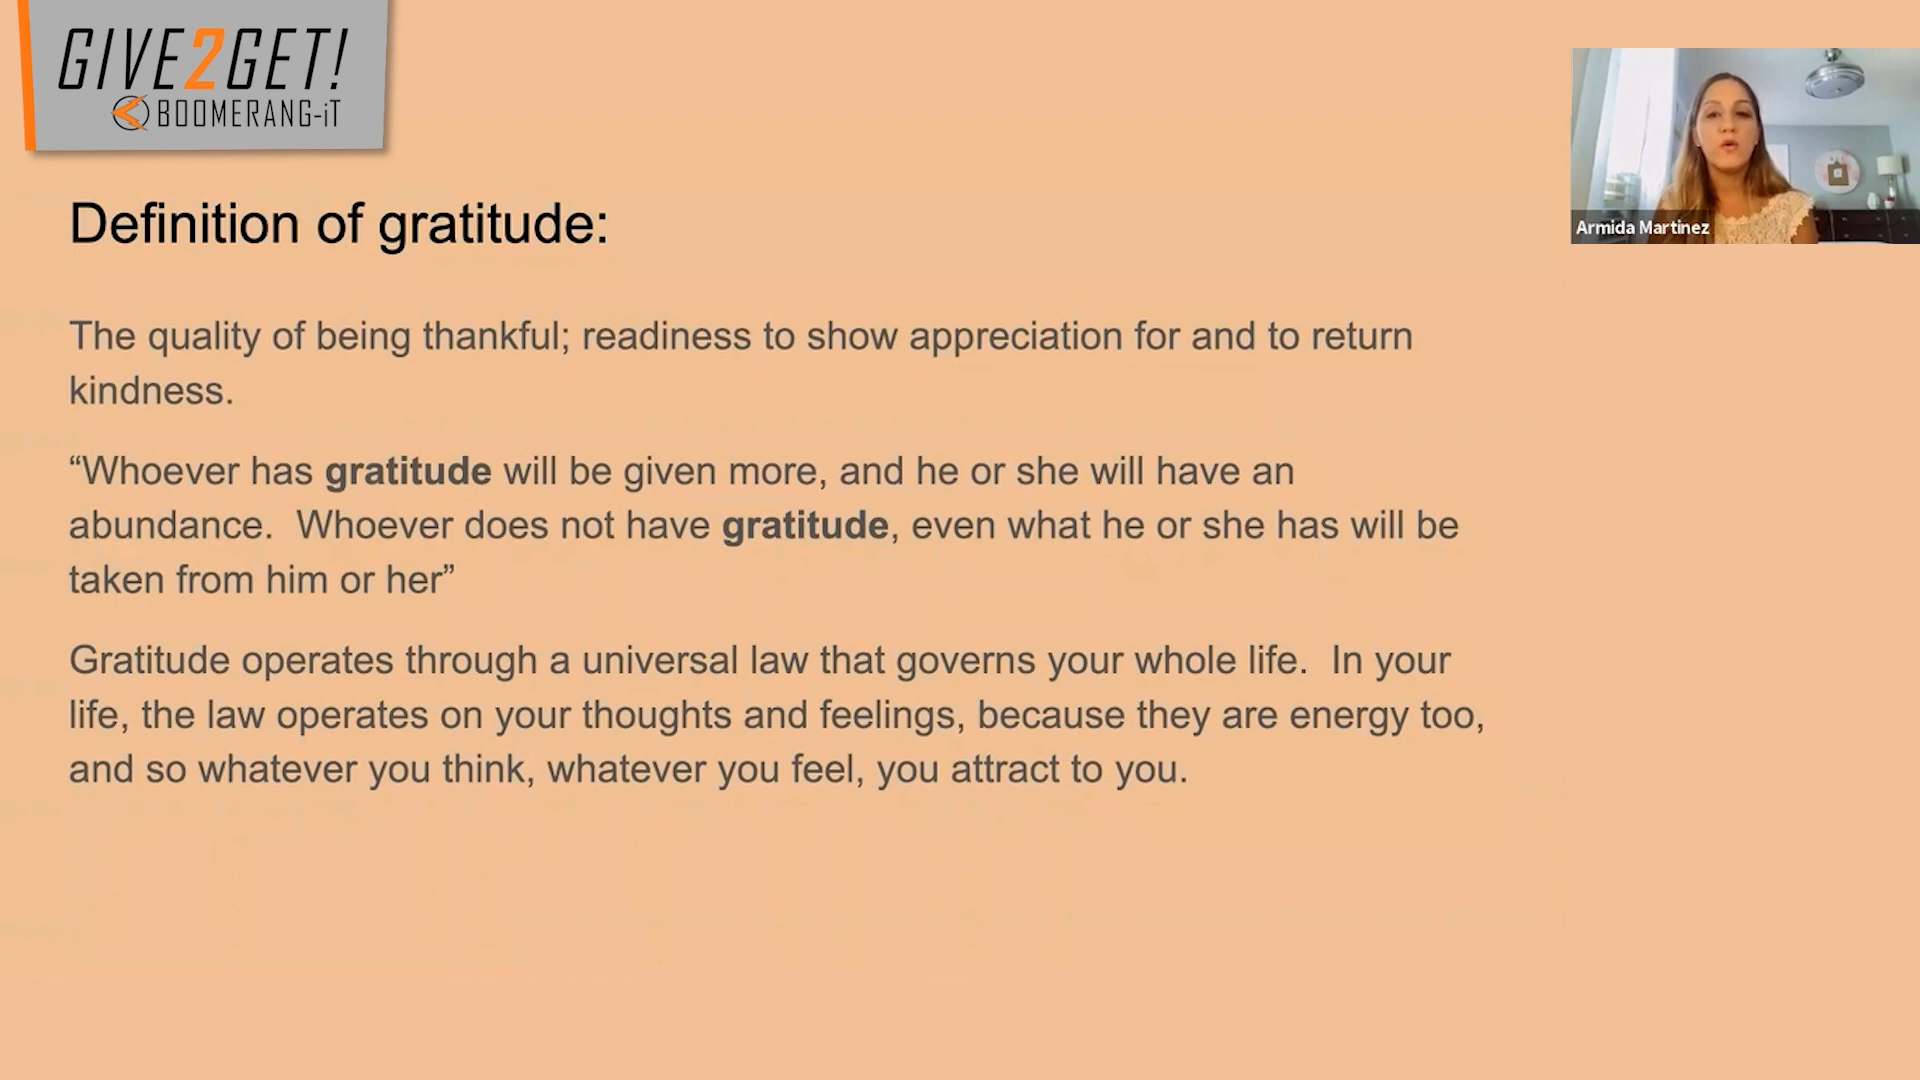 GIVE2GET!
BOOMERANG-iT
Armida Martinez
Definition of gratitude:
The quality of being thankful; readiness to show appreciation for and to return
kindness.
“Whoever has gratitude will be given more, and he or she will have an
abundance.  Whoever does not have gratitude, even what he or she has will be
taken from him or her”
Gratitude operates through a universal law that governs your whole life.  In your
life, the law operates on your thoughts and feelings, because they are energy too,
and so whatever you think, whatever you feel, you attract to you.